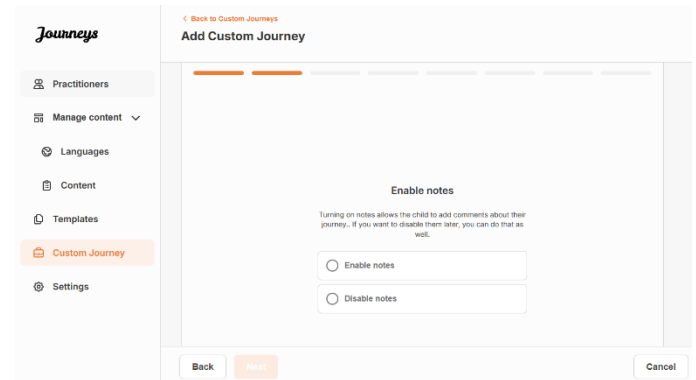 Journeys
Practitioners
Manage content
Languages
Content
Templates
Custom Journey
Settings
Back to Custom Journeys
Add Custom Journey
Enable notes
Turning on notes allows the child to add comments about their
journey.. If you want to disable them later, you can do that as
well.
Enable notes
Disable notes
Back
Next
Cancel